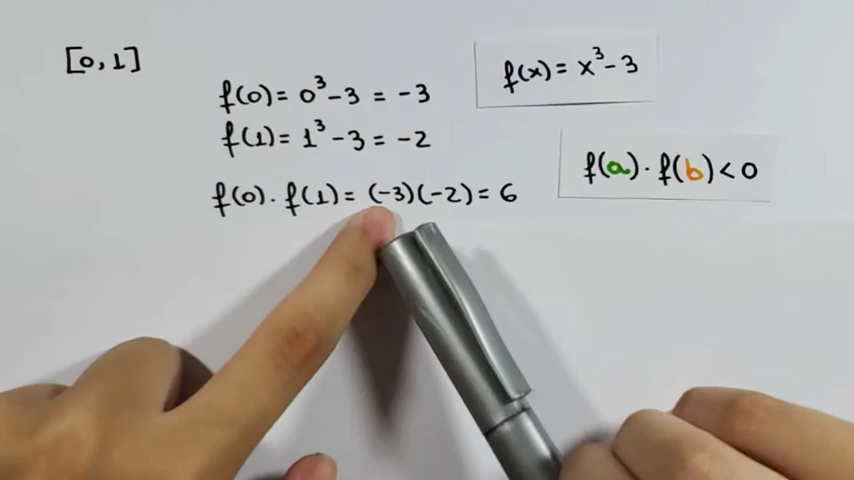 [0,1]
f(x) = x³ - 3
f(0) = 0³ - 3 = -3
f(1) = 1³ - 3 = -2
f(a) · f(b) < 0
f(0) · f(1) = (-3)(-2) = 6